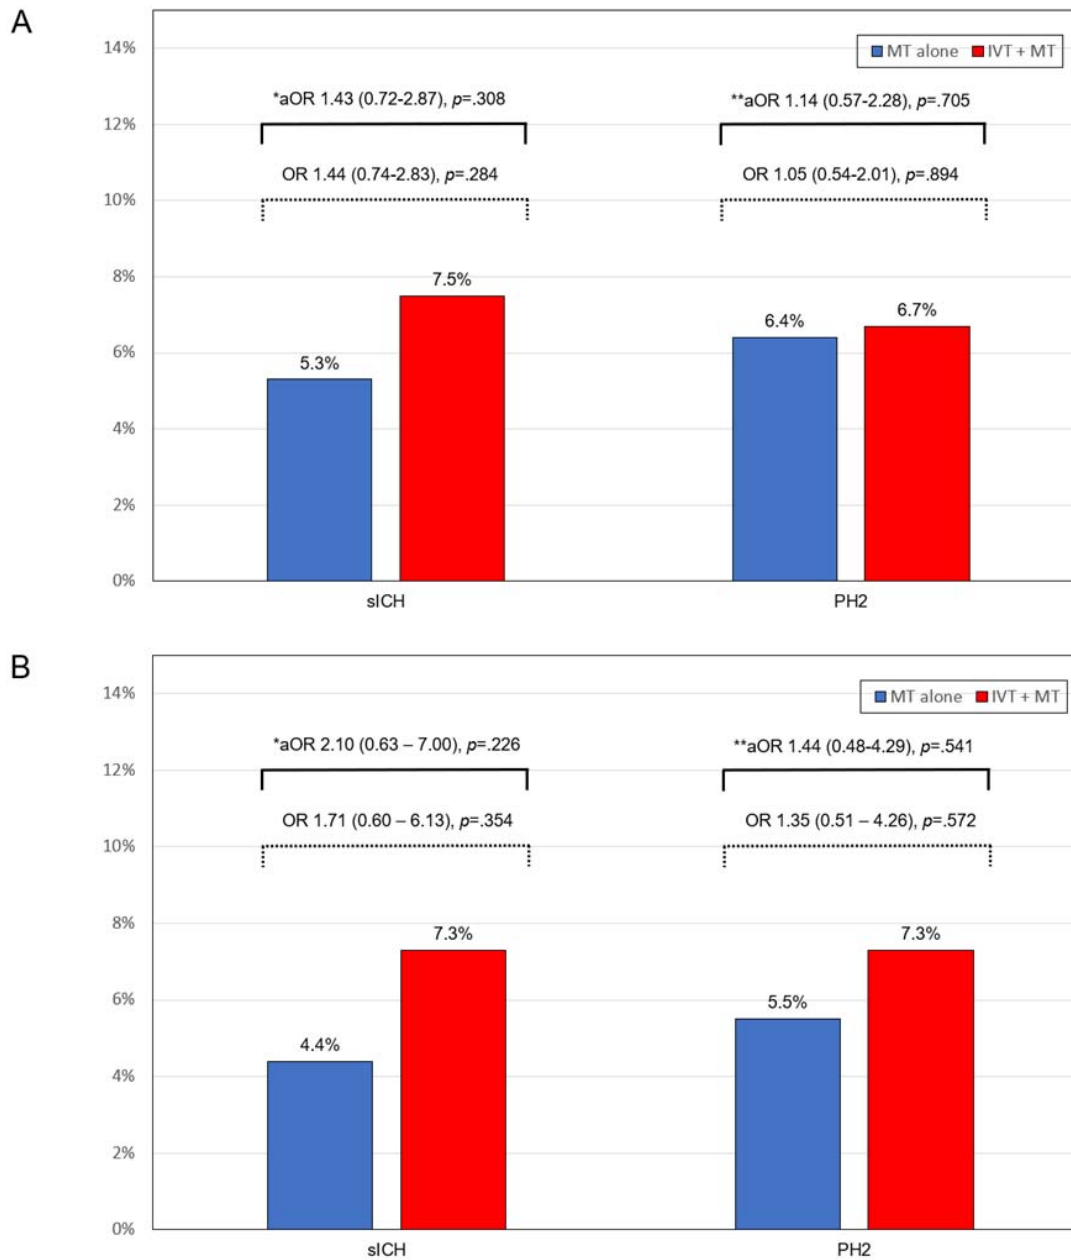 A
14%
MT alone IVT + MT
*aOR 1.43 (0.72-2.87), p=.308
**aOR 1.14 (0.57-2.28), p=.705
12%
OR 1.44 (0.74-2.83), p=.284
OR 1.05 (0.54-2.01), p=.894
10%
8%
7.5%
6.7%
6.4%
6%
5.3%
4%
2%
0%
sICH
PH2
B
14%
MT alone IVT + MT
*aOR 2.10 (0.63 – 7.00), p=.226
**aOR 1.44 (0.48-4.29), p=.541
12%
OR 1.71 (0.60 – 6.13), p=.354
OR 1.35 (0.51 – 4.26), p=.572
10%
8%
7.3%
7.3%
6%
5.5%
4.4%
4%
2%
0%
sICH
PH2